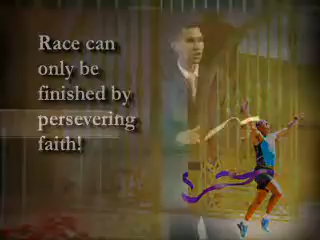 Race can
only be
finished by
persevering
faith!